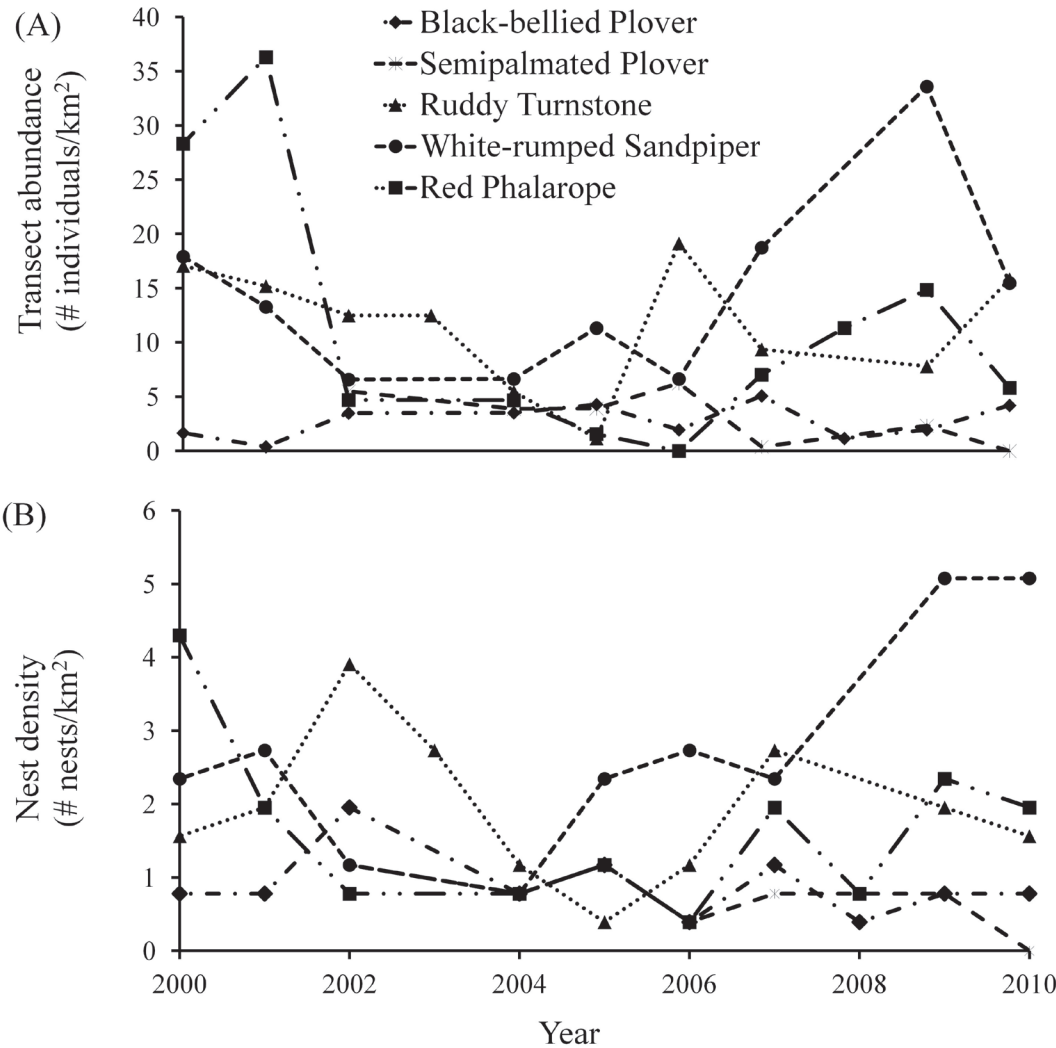 (A)
Transect abundance
(# individuals/km²)
40
35
30
25
20
15
10
5
0
Black-bellied Plover
Semipalmated Plover
Ruddy Turnstone
White-rumped Sandpiper
Red Phalarope
(B)
Nest density
(# nests/km²)
6
5
4
3
2
1
0
2000 2002 2004 2006 2008 2010
Year